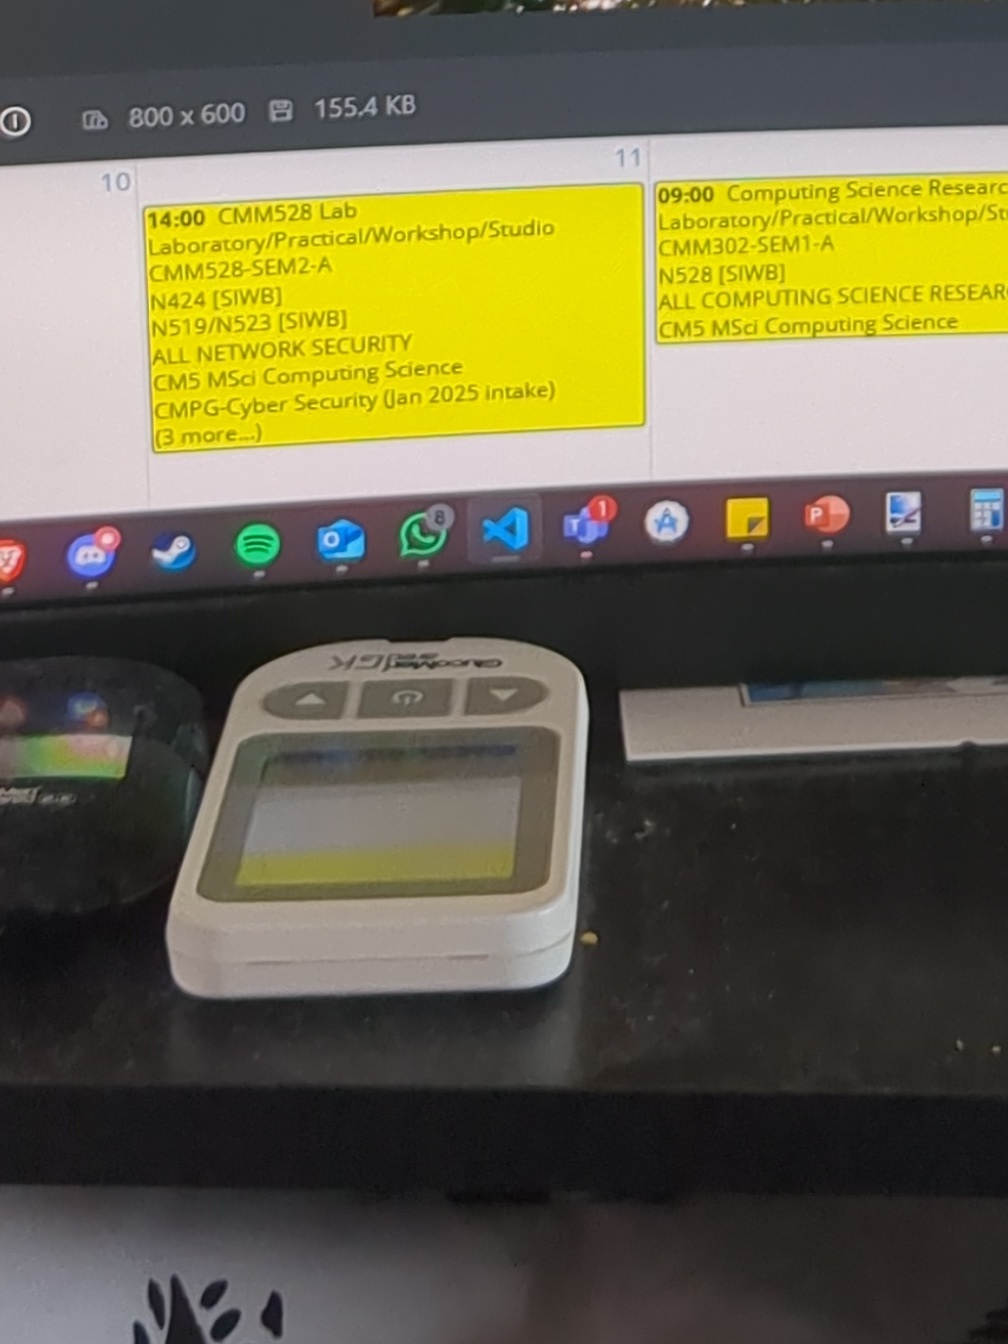 800 x 600 155.4 KB
10
11
14:00 CMM528 Lab
Laboratory/Practical/Workshop/Studio
CMM528-SEM2-A
N424 [SIWB]
N519/N523 [SIWB]
ALL NETWORK SECURITY
CM5 MSci Computing Science
CMPG-Cyber Security (Jan 2025 intake)
(3 more...)
09:00 Computing Science Researc
Laboratory/Practical/Workshop/St
CMM302-SEM1-A
N528 [SIWB]
ALL COMPUTING SCIENCE RESEAR
CM5 MSci Computing Science
8
1